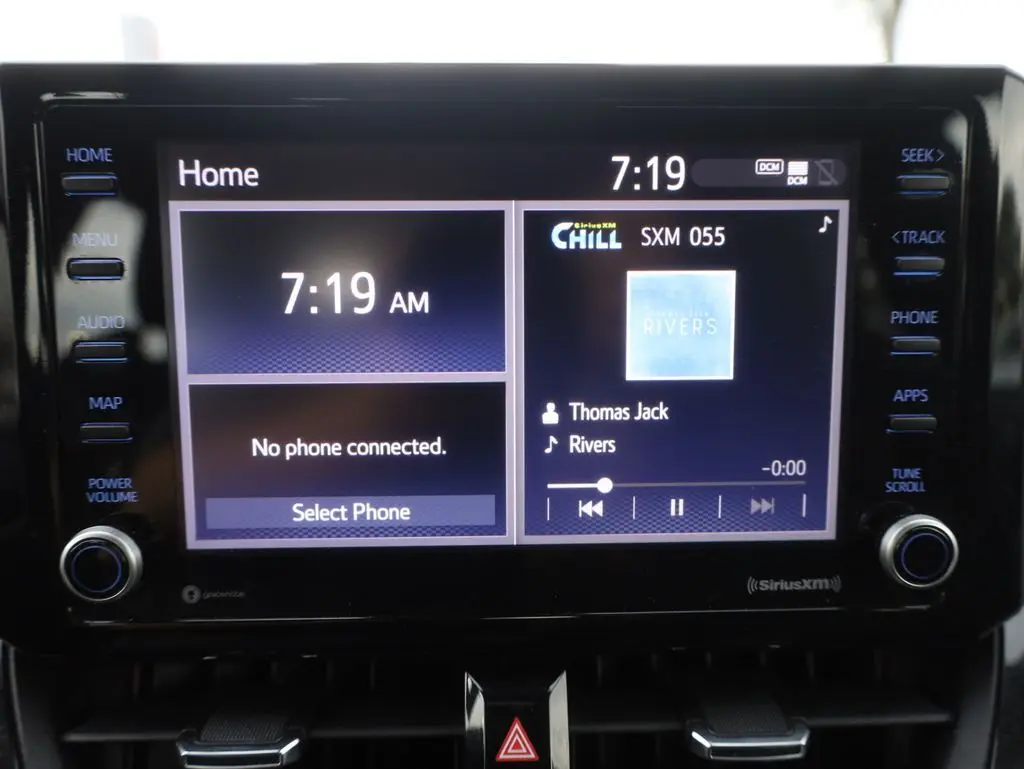 HOME
MENU
AUDIO
MAP
POWER
VOLUME
Home
7:19
DCM
DCM
7:19 AM
No phone connected.
Select Phone
SiriusXM
CHILL
SXM 055
RIVERS
Thomas Jack
Rivers
-0:00
SEEK>
<TRACK
PHONE
APPS
TUNE
SCROLL
gracenote
((SiriusXM))